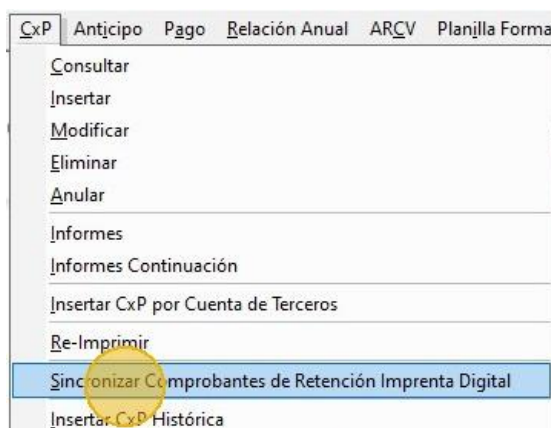 CxP Anticipo Pago Relación Anual ARCV Planilla Forma
Consultar
Insertar
Modificar
Eliminar
Anular
Informes
Informes Continuación
Insertar CxP por Cuenta de Terceros
Re-Imprimir
Sincronizar Comprobantes de Retención Imprenta Digital
Insertar CxP Histórica